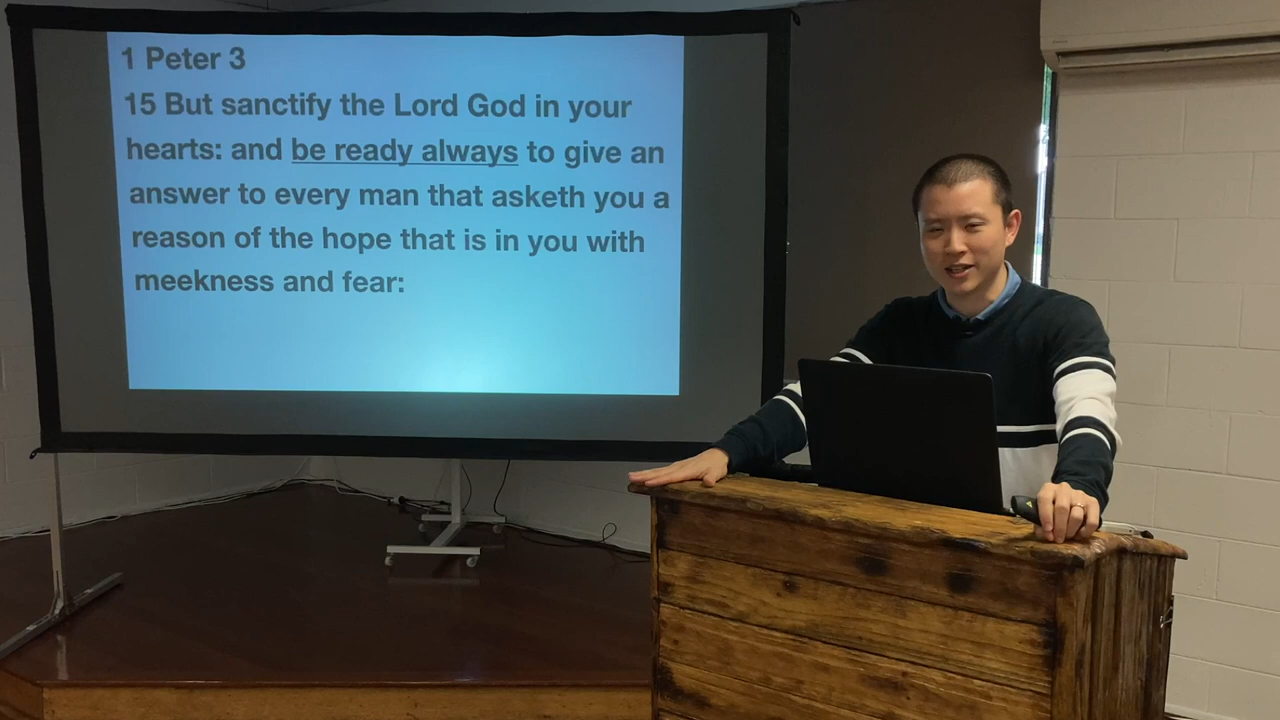 1 Peter 3
15 But sanctify the Lord God in your
hearts: and be ready always to give an
answer to every man that asketh you a
reason of the hope that is in you with
meekness and fear: